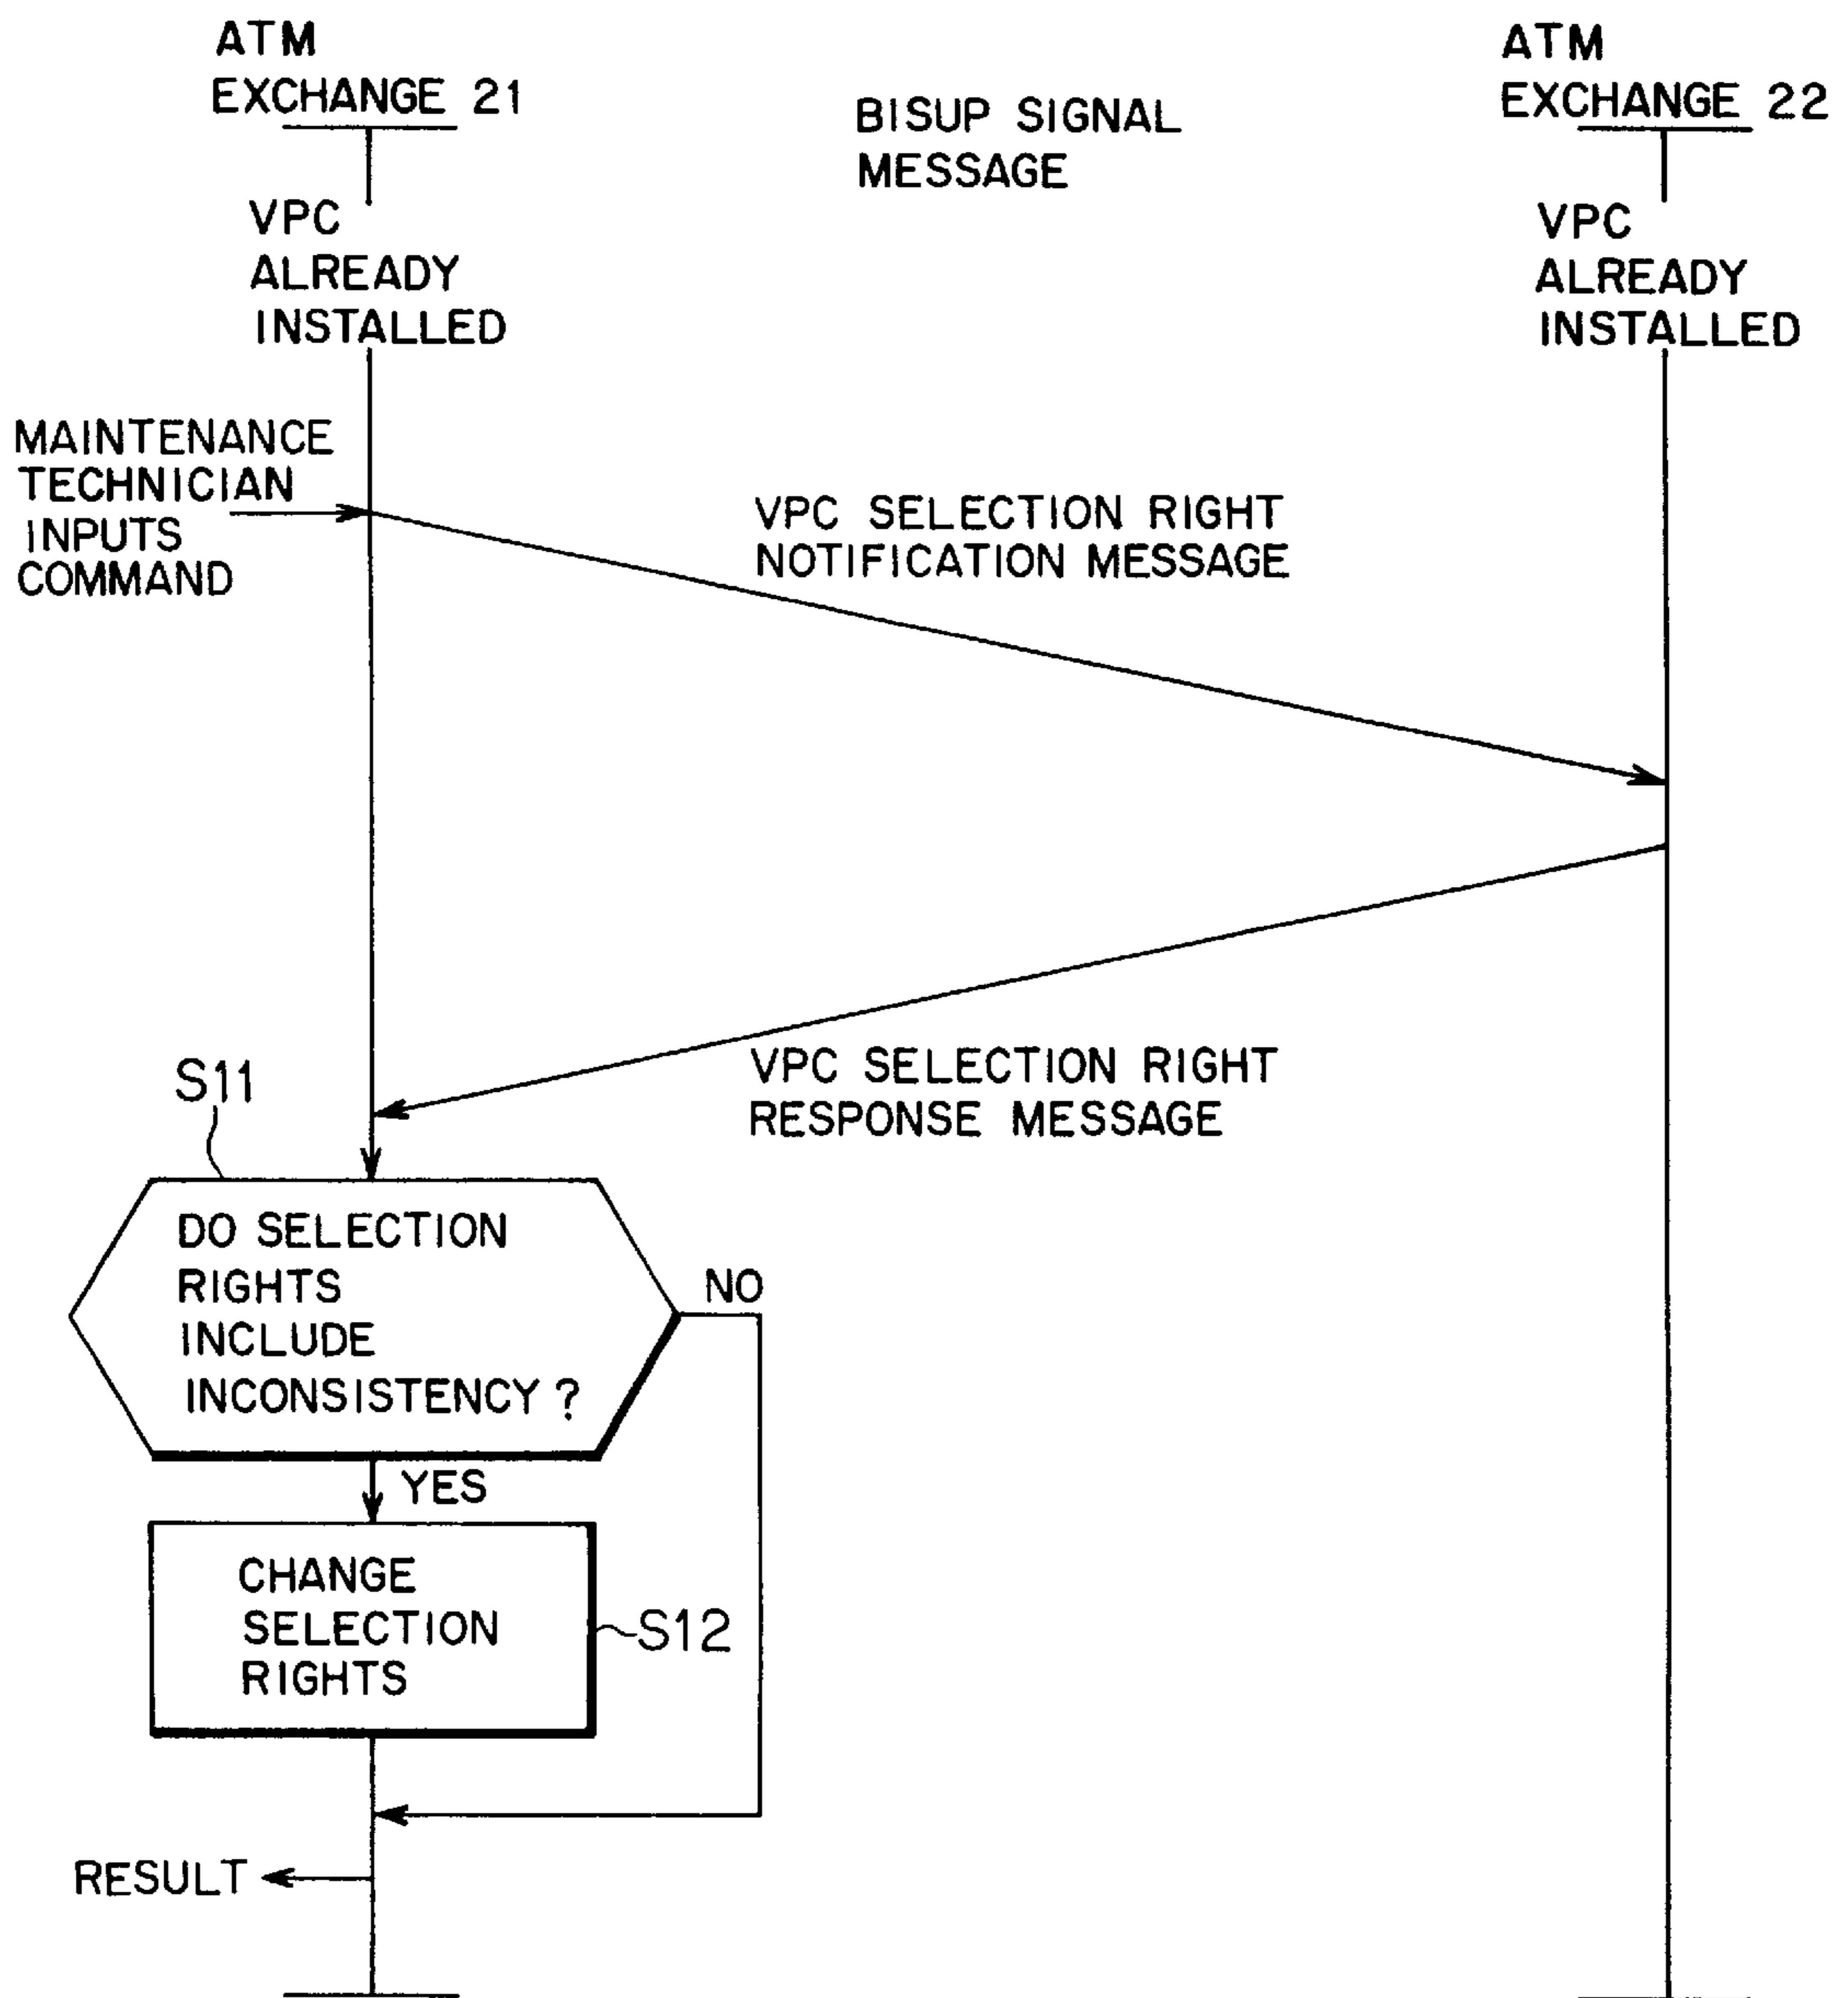 ATM
EXCHANGE 21
BISUP SIGNAL
MESSAGE
ATM
EXCHANGE 22
VPC
ALREADY
INSTALLED
VPC
ALREADY
INSTALLED
MAINTENANCE
TECHNICIAN
INPUTS
COMMAND
VPC SELECTION RIGHT
NOTIFICATION MESSAGE
VPC SELECTION RIGHT
RESPONSE MESSAGE
S11
DO SELECTION
RIGHTS
INCLUDE
INCONSISTENCY ?
NO
YES
CHANGE
SELECTION
RIGHTS
S12
RESULT